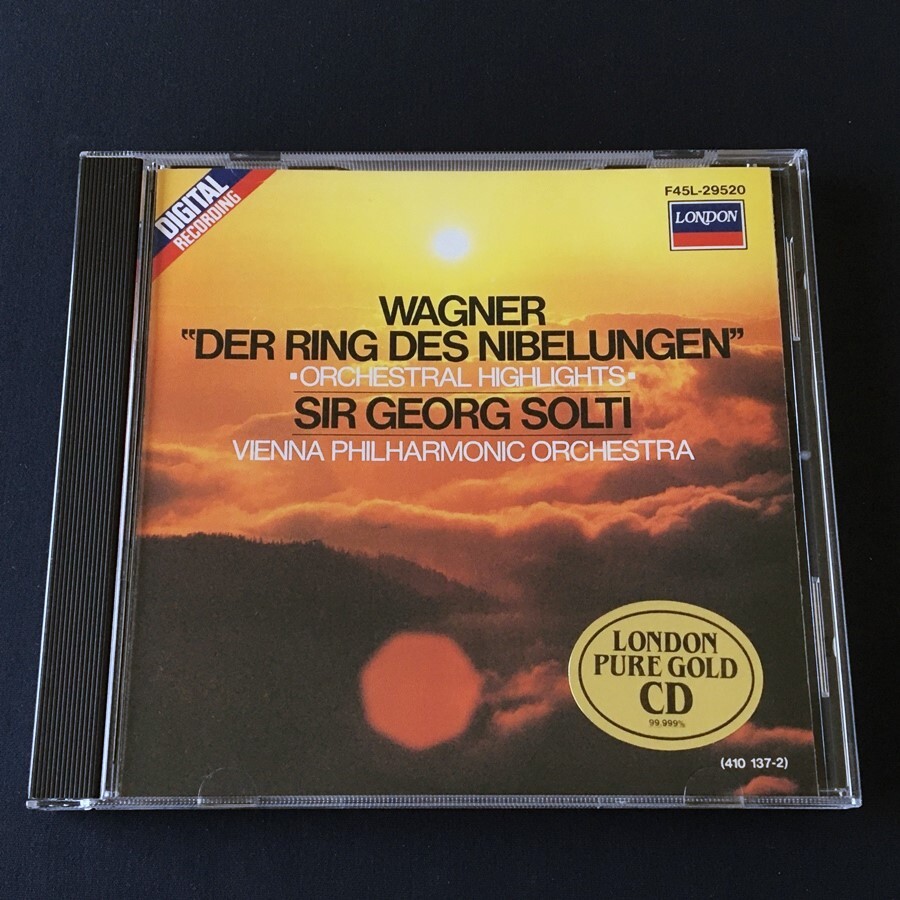 DIGITAL
RECORDING
F45L-29520
LONDON
WAGNER
"DER RING DES NIBELUNGEN"
▪ORCHESTRAL HIGHLIGHTS▪
SIR GEORG SOLTI
VIENNA PHILHARMONIC ORCHESTRA
LONDON
PURE GOLD
CD
99.999%
(410 137-2)